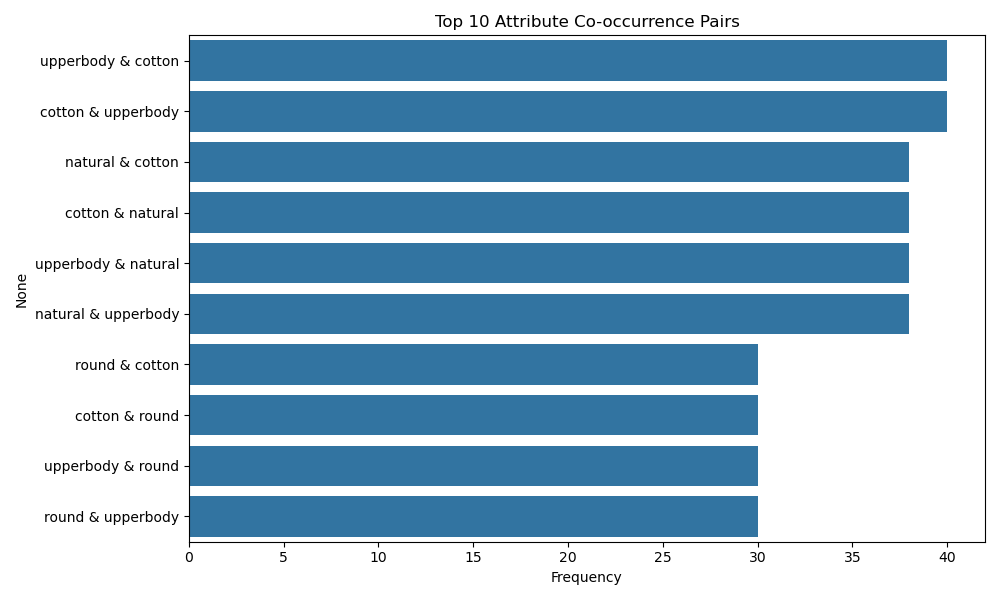 Top 10 Attribute Co-occurrence Pairs
upperbody & cotton
cotton & upperbody
natural & cotton
cotton & natural
upperbody & natural
natural & upperbody
round & cotton
cotton & round
upperbody & round
round & upperbody
None
0 5 10 15 20 25 30 35 40
Frequency